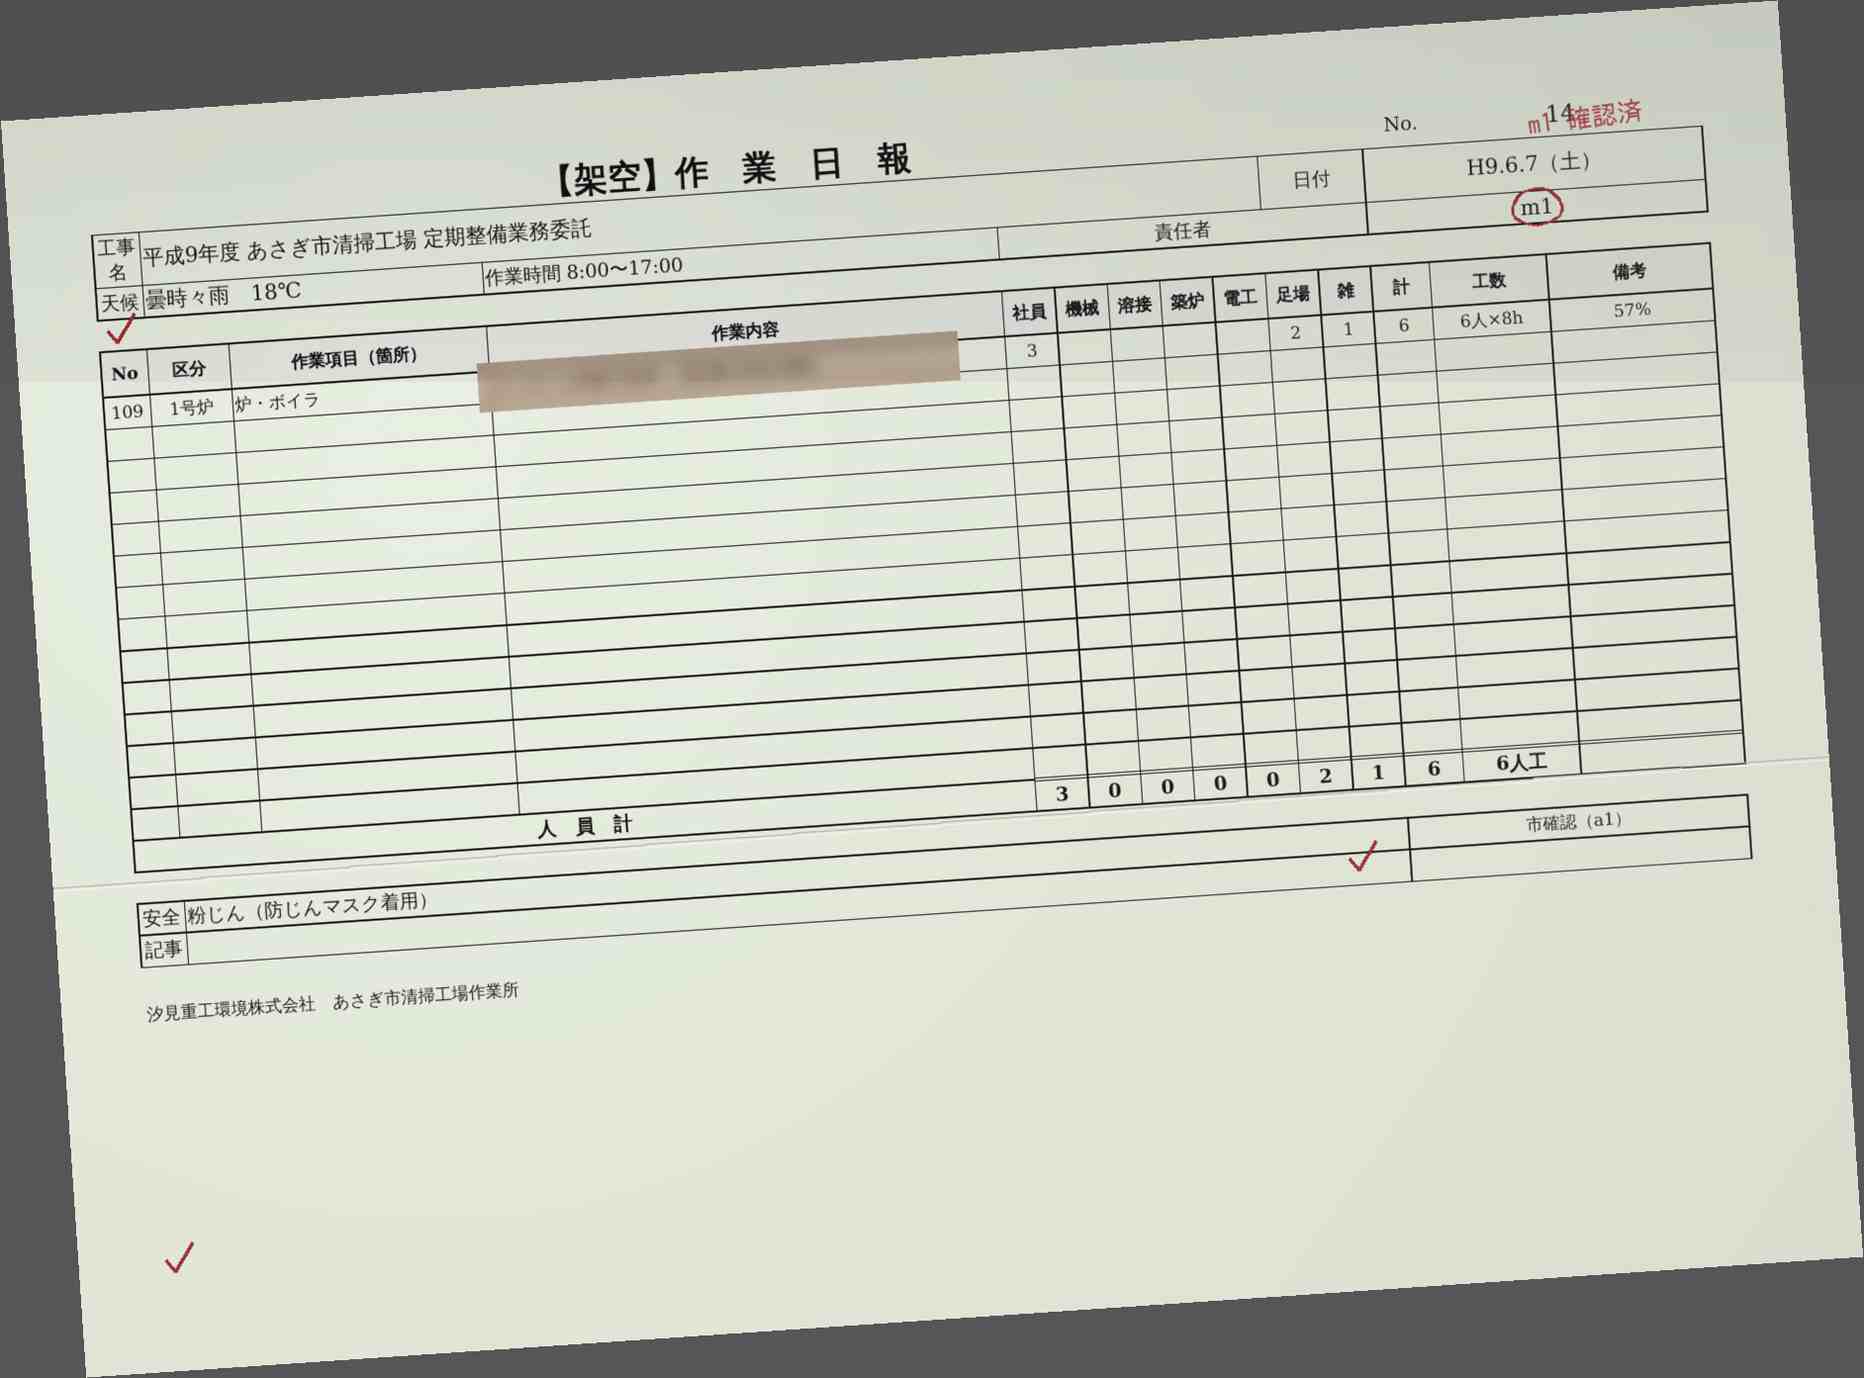 No. 14
m1 確認済
【架空】作 業 日 報
工事名 平成9年度 あさぎ市清掃工場 定期整備業務委託 日付 H9.6.7（土）
天候 曇時々雨 18℃ 作業時間 8:00〜17:00 責任者 m1
No 区分 作業項目（箇所） 作業内容 社員 機械 溶接 築炉 電工 足場 雑 計 工数 備考
109 1号炉 炉・ボイラ 3 2 1 6 6人×8h 57%
人 員 計 3 0 0 0 0 2 1 6 6人工
安全 粉じん（防じんマスク着用） 市確認（a1）
記事
汐見重工環境株式会社 あさぎ市清掃工場作業所